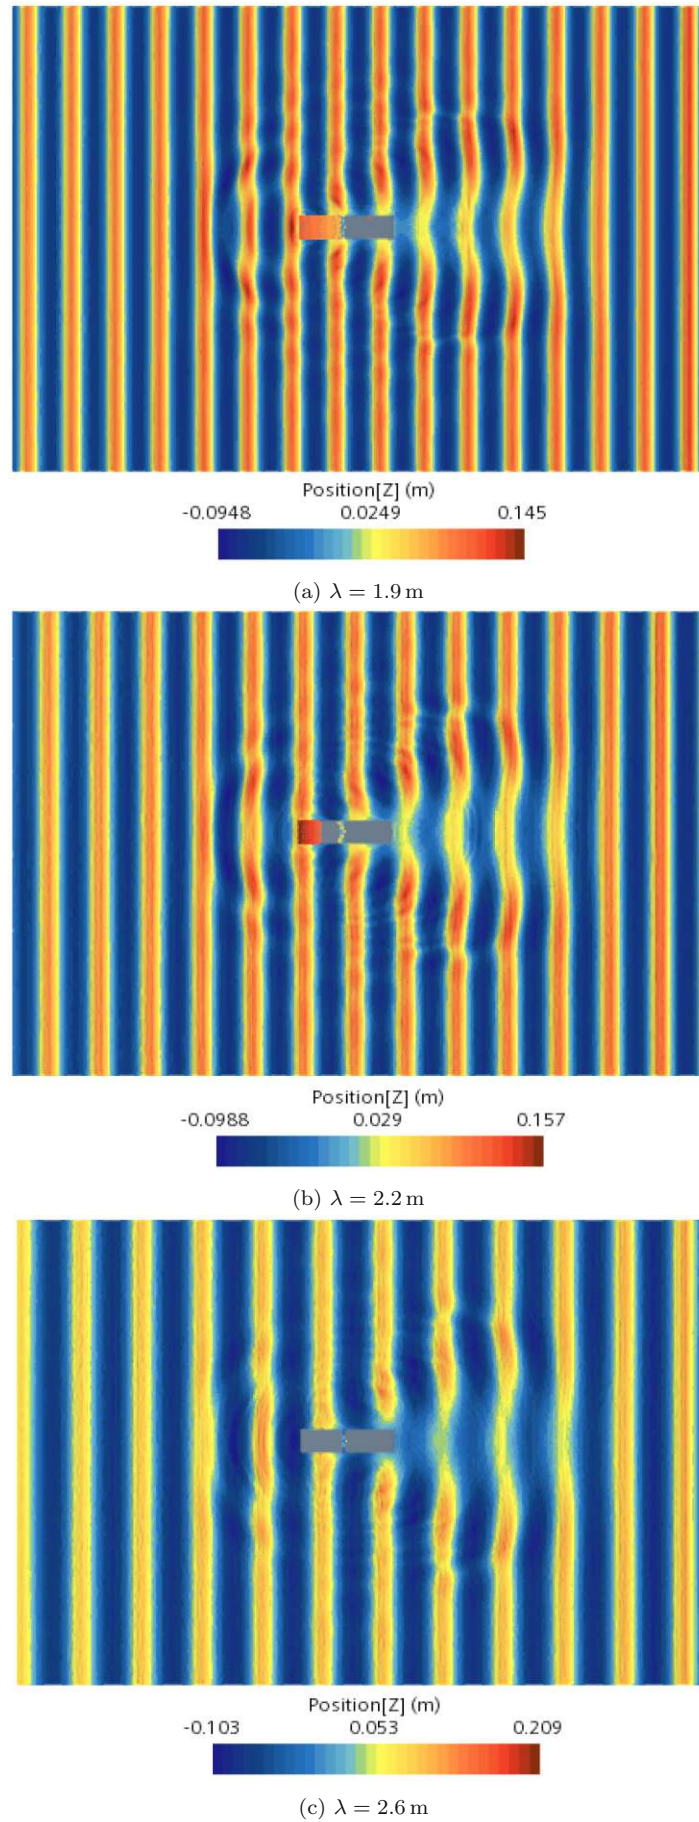 Position[Z] (m)
-0.0948 0.0249 0.145
(a) λ = 1.9 m
Position[Z] (m)
-0.0988 0.029 0.157
(b) λ = 2.2 m
Position[Z] (m)
-0.103 0.053 0.209
(c) λ = 2.6 m